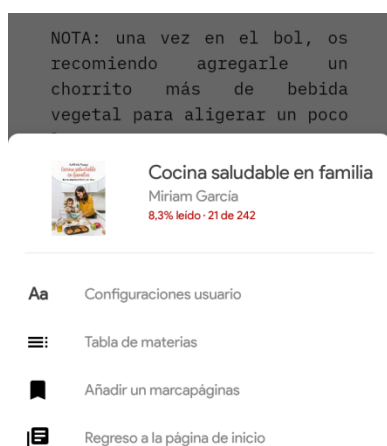 NOTA: una vez en el bol, os
recomiendo agregarle un
chorrito más de bebida
vegetal para aligerar un poco
Cocina saludable en familia
Miriam García
8,3% leído · 21 de 242
Aa Configuraciones usuario
Tabla de materias
Añadir un marcapáginas
Regreso a la página de inicio